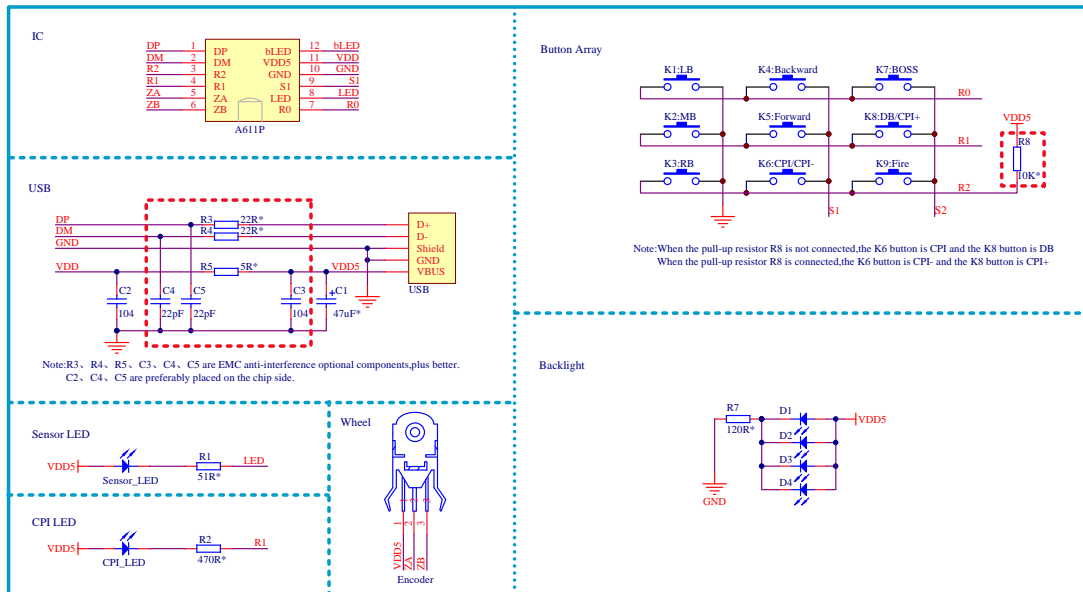 IC
DP 1 DP bLED 12 bLED
DM 2 DM VDD5 11 VDD
R2 3 R2 GND 10 GND
R1 4 R1 S1 9 S1
ZA 5 ZA LED 8 LED
ZB 6 ZB R0 7 R0
A611P
USB
DP R3 22R* D+
DM R4 22R* D-
GND Shield
GND
VDD R5 5R* VDD5 VBUS
USB
C2 C4 C5 C3 C1
104 22pF 22pF 104 47uF*
+
Note:R3、R4、R5、C3、C4、C5 are EMC anti-interference optional components,plus better.
C2、C4、C5 are preferably placed on the chip side.
Sensor LED
VDD5 R1 LED
Sensor_LED 51R*
CPI LED
VDD5 R2 R1
CPI_LED 470R*
Wheel
1 2 3
1 2 3
VDD5 ZA ZB
Encoder
Button Array
K1:LB K4:Backward K7:BOSS
R0
K2:MB K5:Forward K8:DB/CPI+
R1
VDD5
R8
10K*
K3:RB K6:CPI/CPI- K9:Fire
R2
S1 S2
Note:When the pull-up resistor R8 is not connected,the K6 button is CPI and the K8 button is DB
When the pull-up resistor R8 is connected,the K6 button is CPI- and the K8 button is CPI+
Backlight
R7 D1 VDD5
120R* D2
D3
D4
GND